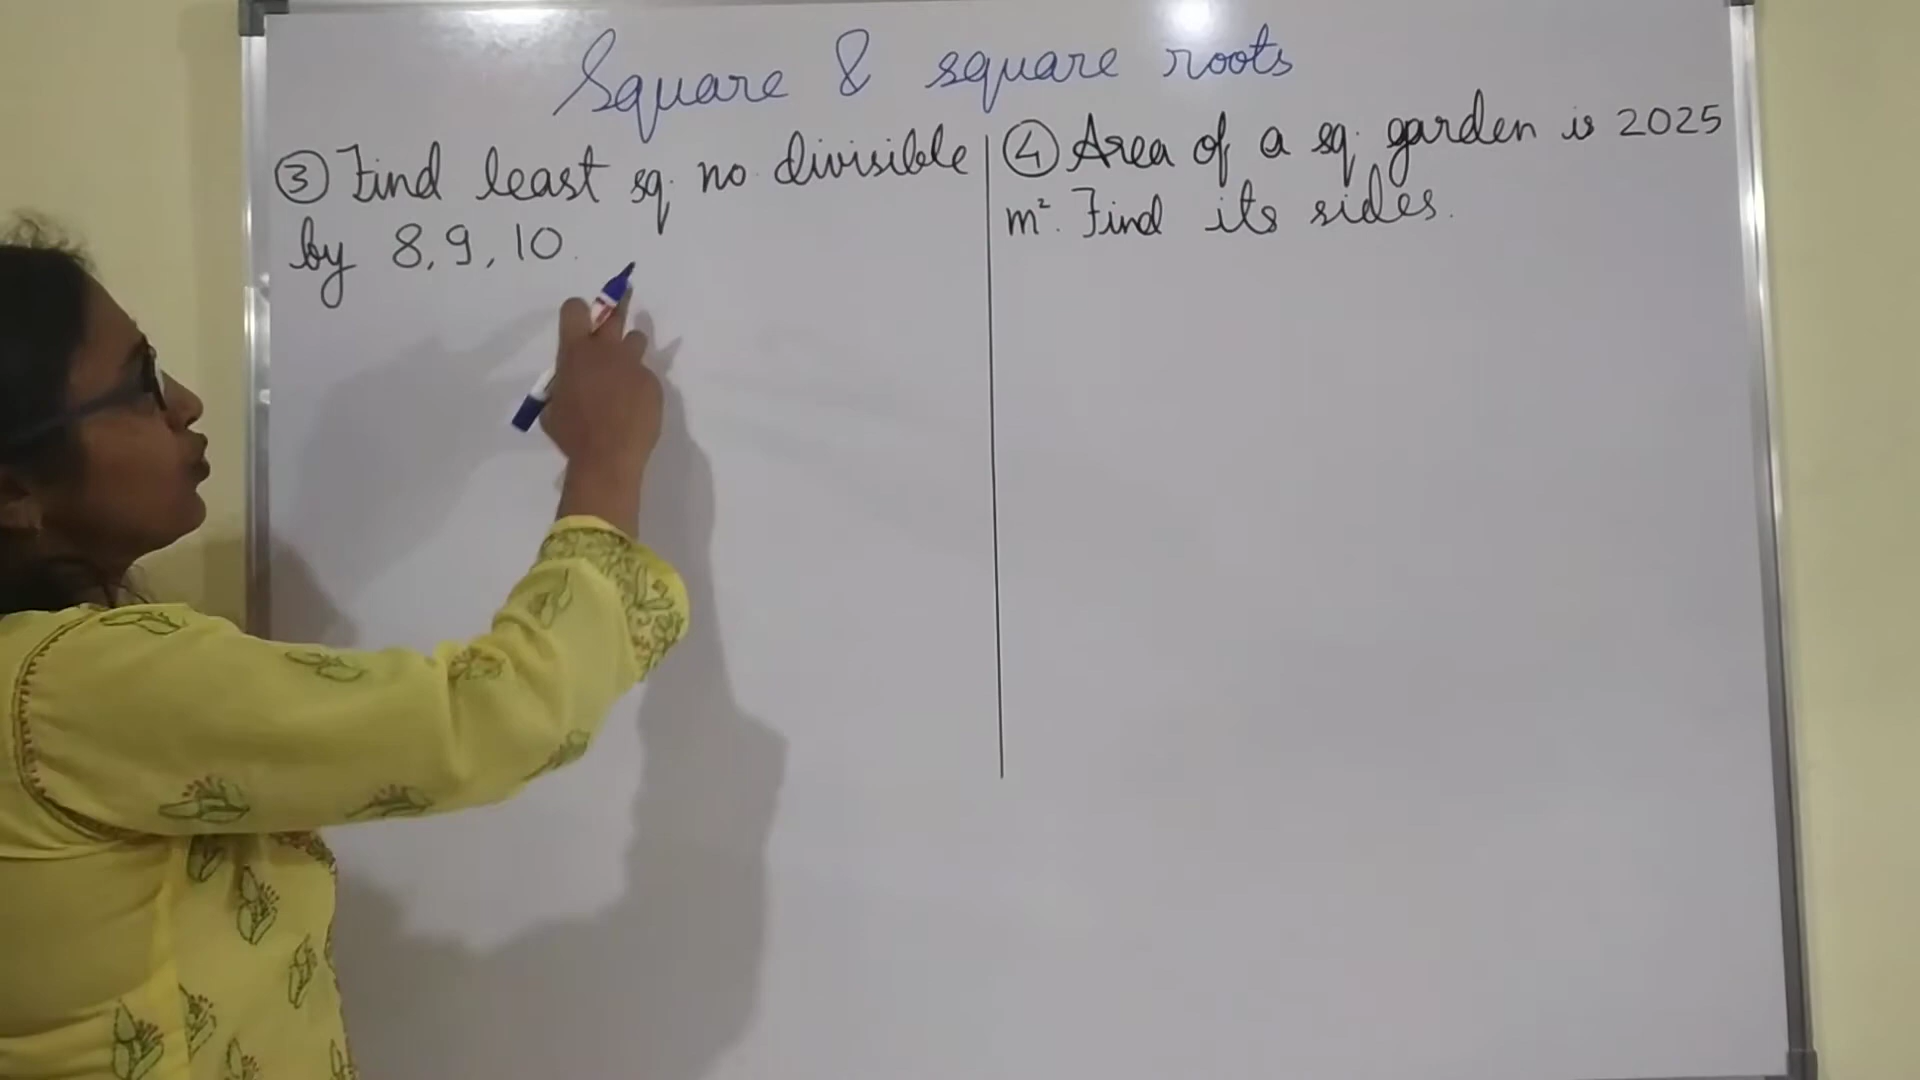 Square & square roots
③ Find least sq. no. divisible
by 8, 9, 10.
④ Area of a sq. garden is 2025
m². Find its sides.